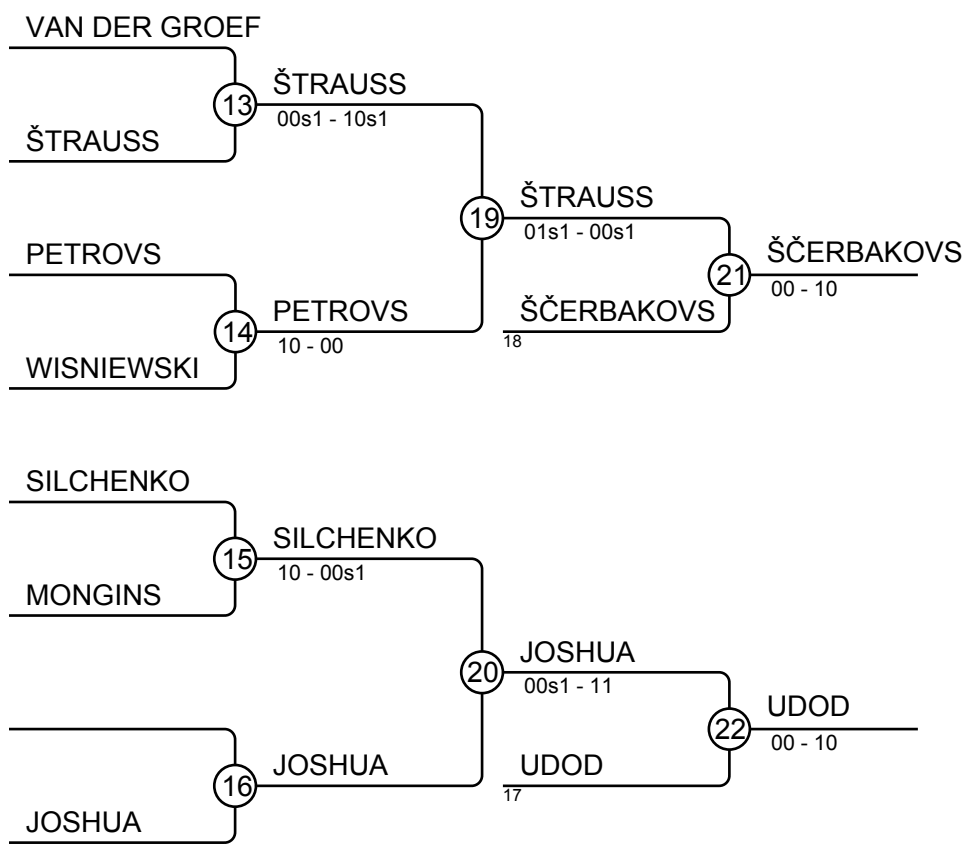 VAN DER GROEF
13
ŠTRAUSS
00s1 - 10s1
ŠTRAUSS
19
ŠTRAUSS
01s1 - 00s1
PETROVS
14
PETROVS
10 - 00
WISNIEWSKI
ŠČERBAKOVS
18
21
ŠČERBAKOVS
00 - 10
SILCHENKO
15
SILCHENKO
10 - 00s1
MONGINS
20
JOSHUA
00s1 - 11
16
JOSHUA
JOSHUA
UDOD
17
22
UDOD
00 - 10